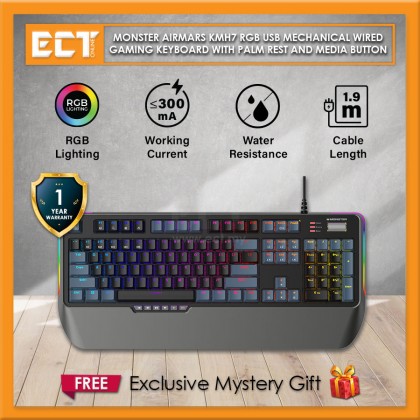 ECT
ONLINE
MONSTER AIRMARS KMH7 RGB USB MECHANICAL WIRED
GAMING KEYBOARD WITH PALM REST AND MEDIA BUTTON
RGB
LIGHTING
≤300
mA
1.9
m
RGB
Lighting
Working
Current
Water
Resistance
Cable
Length
1
YEAR
WARRANTY
FREE Exclusive Mystery Gift